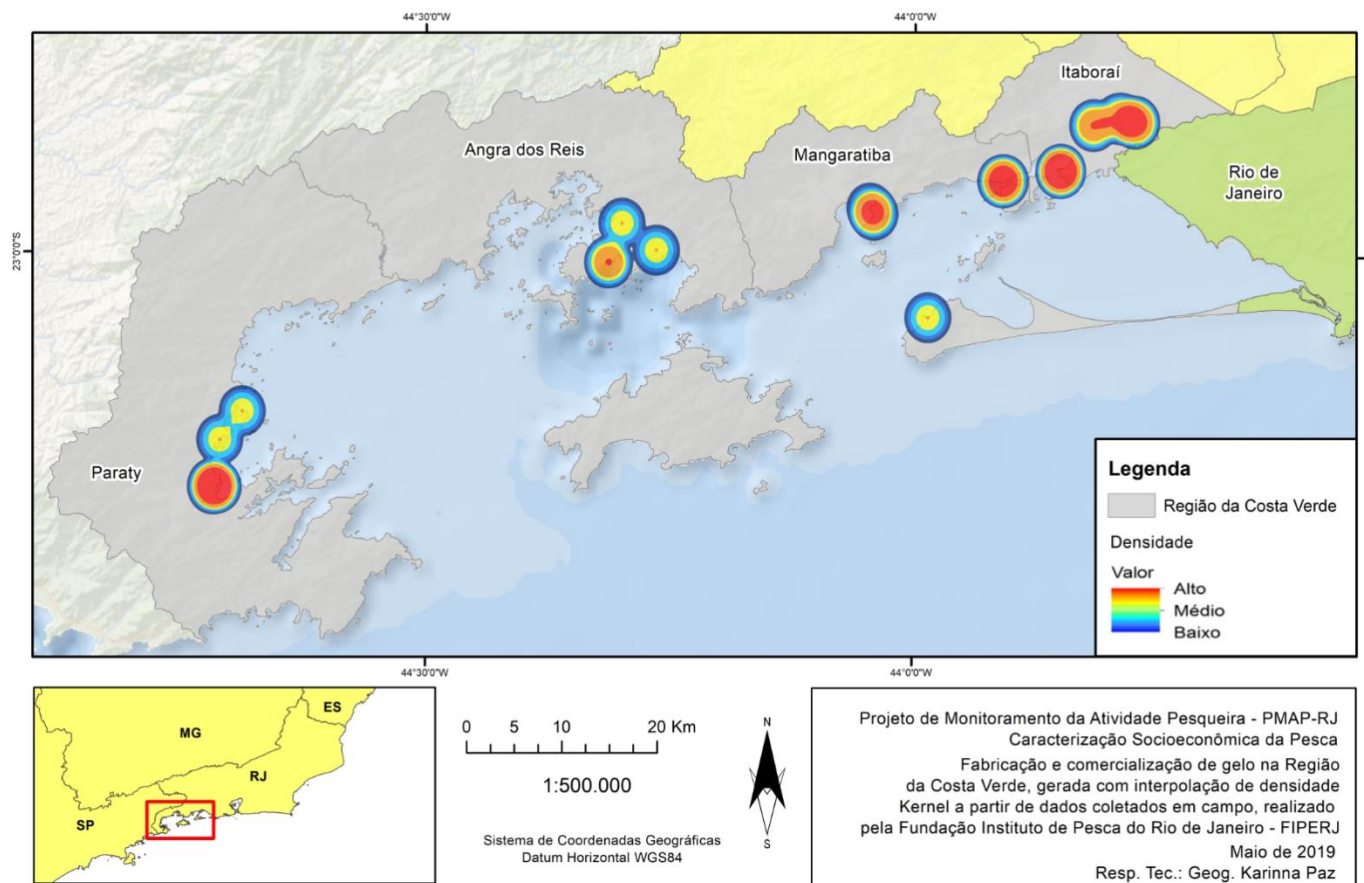 44°30'0"W
44°0'0"W
Itaboraí
Angra dos Reis
Mangaratiba
Rio de
Janeiro
23°0'0"S
Paraty
Legenda
Região da Costa Verde
Densidade
Valor
Alto
Médio
Baixo
44°30'0"W
44°0'0"W
ES
MG
RJ
SP
0 5 10 20 Km
1:500.000
Sistema de Coordenadas Geográficas
Datum Horizontal WGS84
N
S
Projeto de Monitoramento da Atividade Pesqueira - PMAP-RJ
Caracterização Socioeconômica da Pesca
Fabricação e comercialização de gelo na Região
da Costa Verde, gerada com interpolação de densidade
Kernel a partir de dados coletados em campo, realizado
pela Fundação Instituto de Pesca do Rio de Janeiro - FIPERJ
Maio de 2019
Resp. Tec.: Geog. Karinna Paz